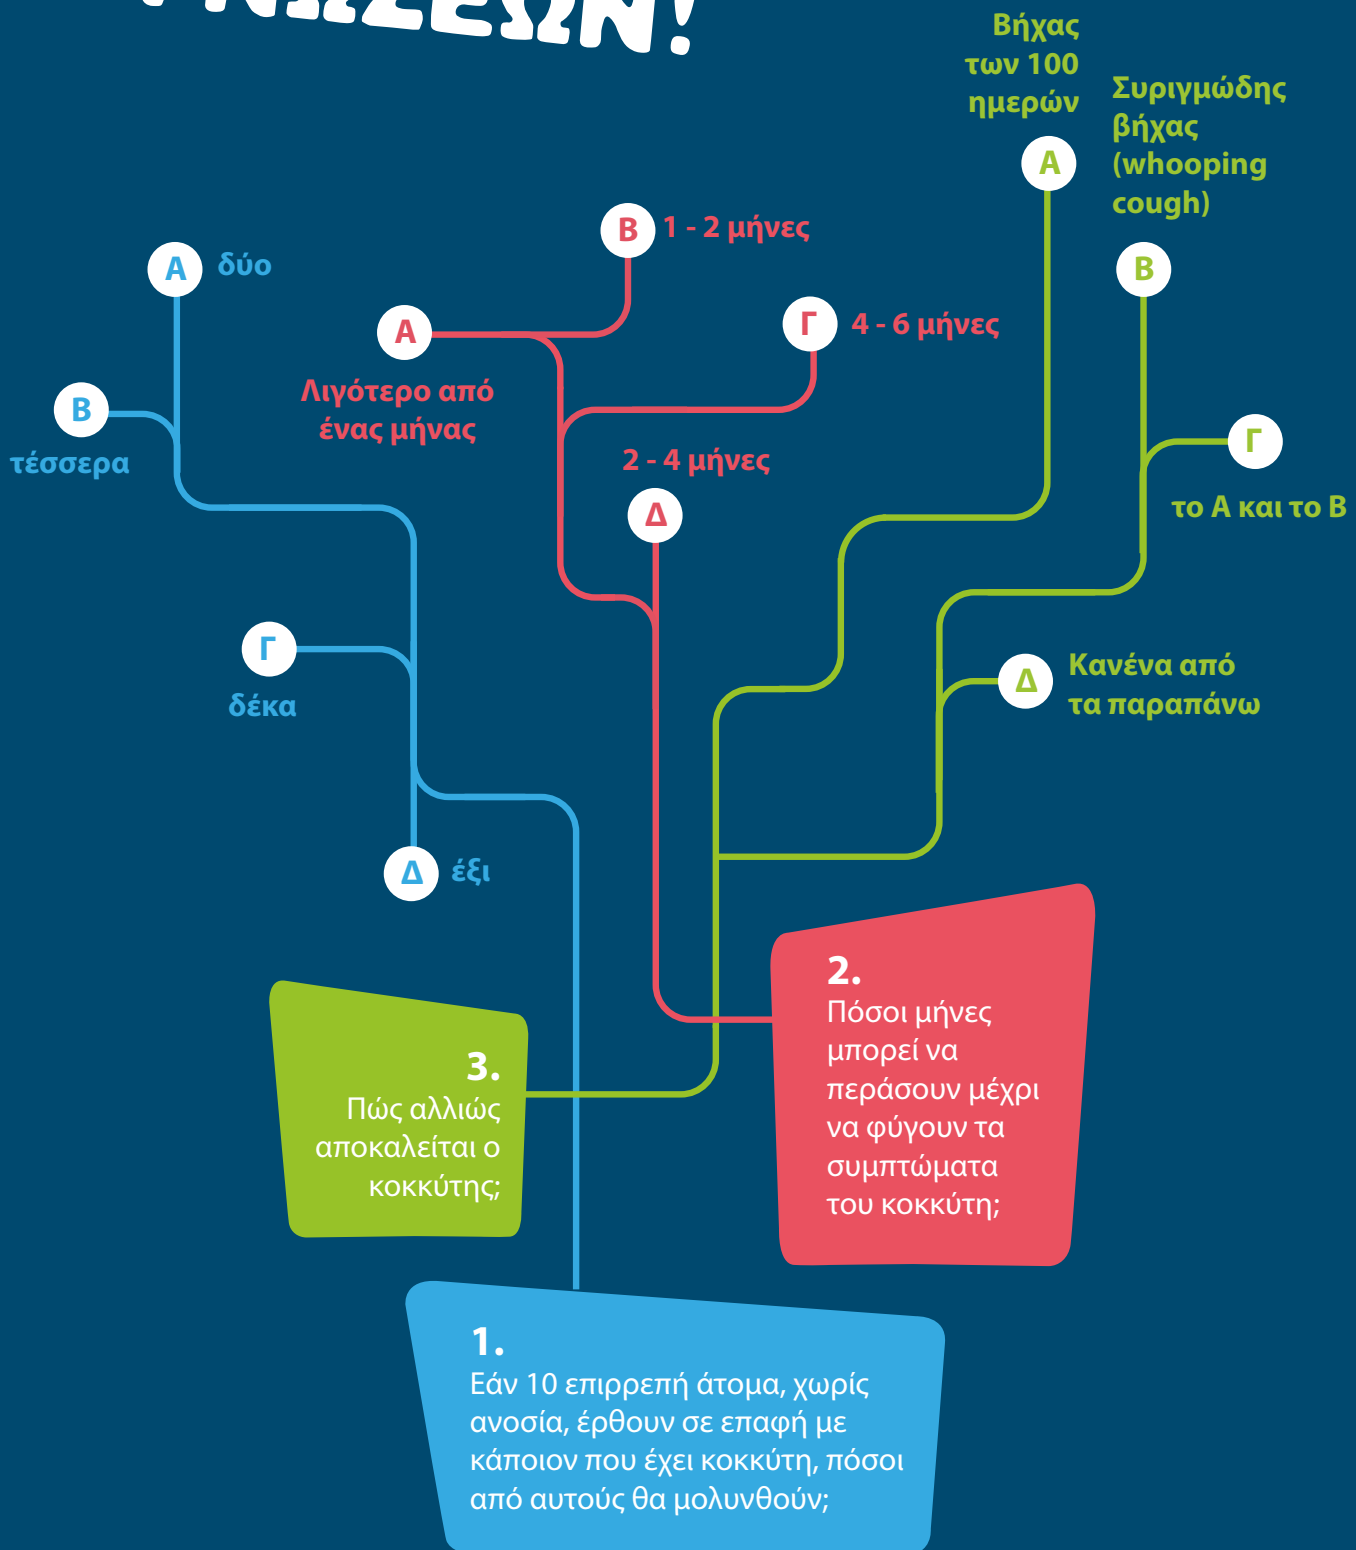 ΓΝΩΣΕΩΝ!
Βήχας
των 100
ημερών
Α
Συριγμώδης
βήχας
(whooping
cough)
Β
Γ
το Α και το Β
Δ
Κανένα από
τα παραπάνω
Β
1 - 2 μήνες
Α
Λιγότερο από
ένας μήνας
Γ
4 - 6 μήνες
2 - 4 μήνες
Δ
Α
δύο
Β
τέσσερα
Γ
δέκα
Δ
έξι
2.
Πόσοι μήνες
μπορεί να
περάσουν μέχρι
να φύγουν τα
συμπτώματα
του κοκκύτη;
3.
Πώς αλλιώς
αποκαλείται ο
κοκκύτης;
1.
Εάν 10 επιρρεπή άτομα, χωρίς
ανοσία, έρθουν σε επαφή με
κάποιον που έχει κοκκύτη, πόσοι
από αυτούς θα μολυνθούν;